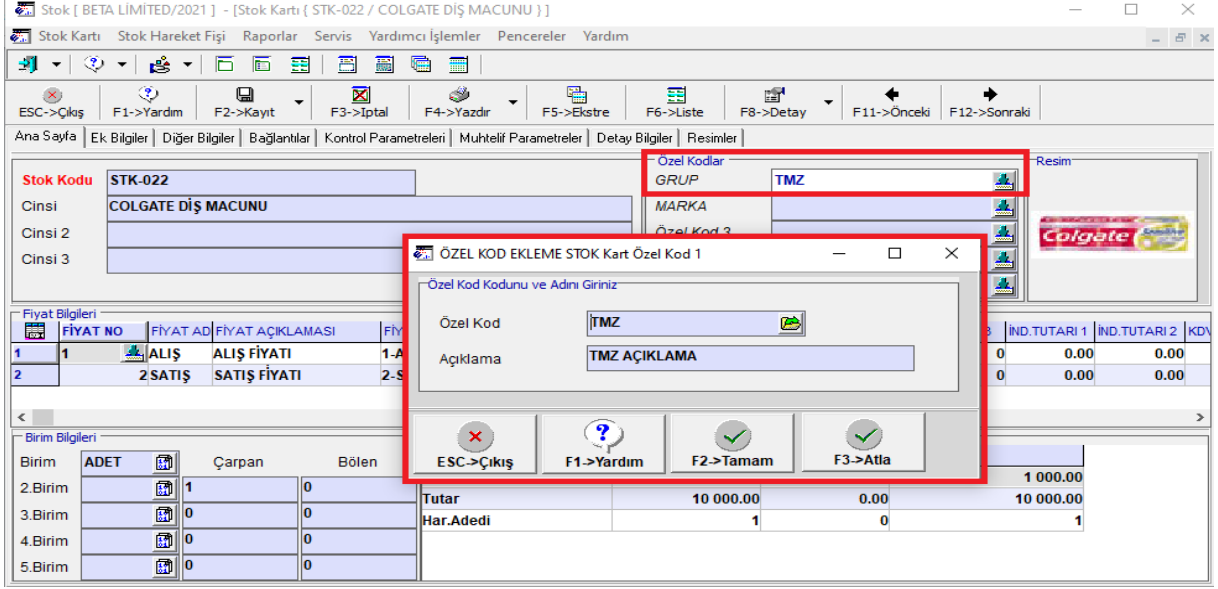 Stok [ BETA LİMİTED/2021 ] - [Stok Kartı { STK-022 / COLGATE DİŞ MACUNU } ]
Stok Kartı Stok Hareket Fişi Raporlar Servis Yardımcı İşlemler Pencereler Yardım
ESC->Çıkış F1->Yardım F2->Kayıt F3->İptal F4->Yazdır F5->Ekstre F6->Liste F8->Detay F11->Önceki F12->Sonraki
Ana Sayfa Ek Bilgiler Diğer Bilgiler Bağlantılar Kontrol Parametreleri Muhtelif Parametreler Detay Bilgiler Resimler
Özel Kodlar Resim
Stok Kodu STK-022 GRUP TMZ
Cinsi COLGATE DİŞ MACUNU MARKA
Cinsi 2 Özel Kod 3
Colgate
Cinsi 3
ÖZEL KOD EKLEME STOK Kart Özel Kod 1
Özel Kod Kodunu ve Adını Giriniz
Özel Kod TMZ
Açıklama TMZ AÇIKLAMA
ESC->Çıkış F1->Yardım F2->Tamam F3->Atla
Fiyat Bilgileri
FİYAT NO FİYAT AD FİYAT AÇIKLAMASI FİY İND.TUTARI 1 İND.TUTARI 2 KDV
1 1 ALIŞ ALIŞ FİYATI 1-A 0 0.00 0.00
2 2 SATIŞ SATIŞ FİYATI 2-S 0 0.00 0.00
Birim Bilgileri
Birim ADET Çarpan Bölen
2.Birim 1 0 1 000.00
Tutar 10 000.00 0.00 10 000.00
3.Birim 0 0
Har.Adedi 1 0 1
4.Birim 0 0
5.Birim 0 0